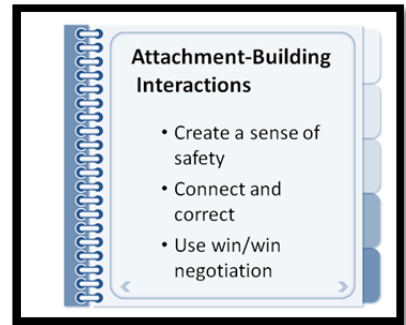 Attachment-Building
Interactions
• Create a sense of
safety
• Connect and
correct
• Use win/win
negotiation